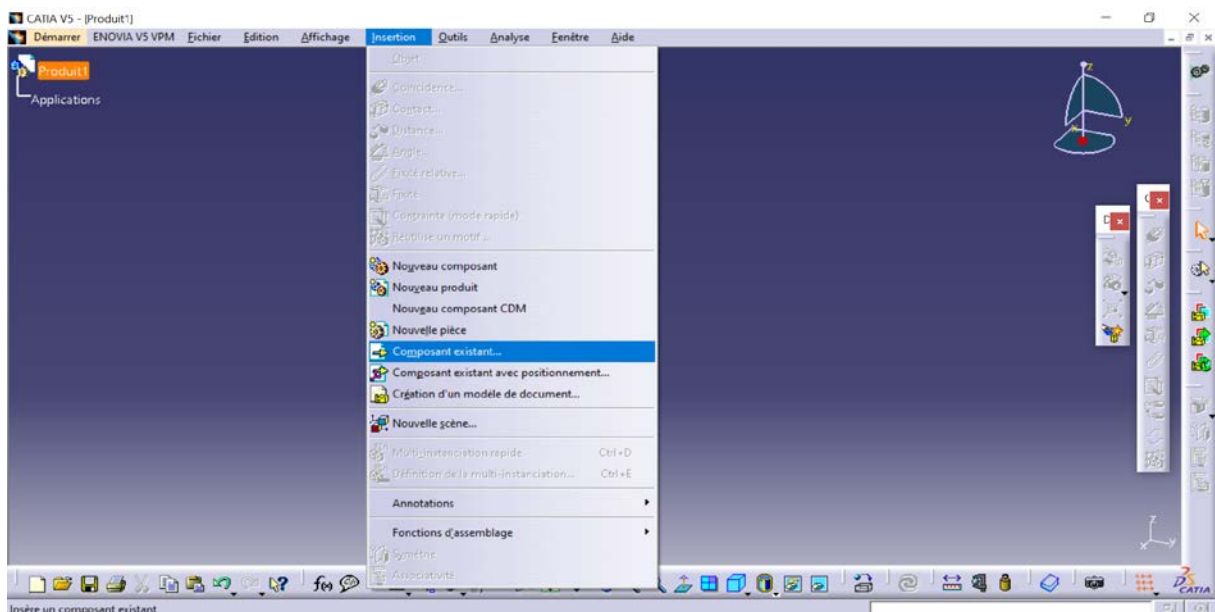 CATIA V5 - [Produit1]
Démarrer ENOVIA V5 VPM Fichier Edition Affichage Insertion Outils Analyse Fenêtre Aide
Produit1
Applications
Objet
Coïncidence...
Contact...
Distance...
Angle...
Fixité relative...
Fixité
Contrainte (mode rapide)
Réutilise un motif...
Nouveau composant
Nouveau produit
Nouveau composant CDM
Nouvelle pièce
Composant existant...
Composant existant avec positionnement...
Création d'un modèle de document...
Nouvelle scène...
Multi-instanciation rapide Ctrl+D
Définition de la multi-instanciation... Ctrl+E
Annotations
Fonctions d'assemblage
Symétrie
Associativité
z
y
x
D
z
y
x
f(x)
DS CATIA
Insère un composant existant